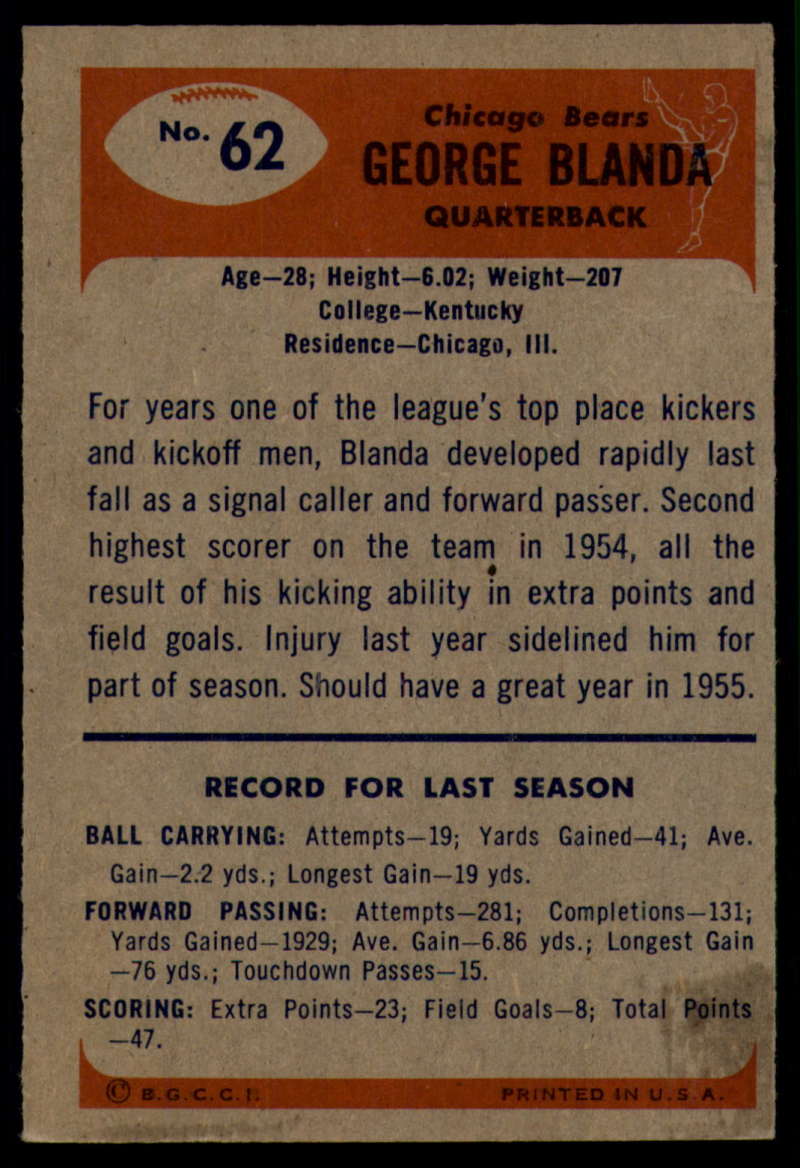 No. 62
Chicago Bears
GEORGE BLANDA
QUARTERBACK
Age—28; Height—6.02; Weight—207
College—Kentucky
Residence—Chicago, Ill.
For years one of the league's top place kickers
and kickoff men, Blanda developed rapidly last
fall as a signal caller and forward passer. Second
highest scorer on the team in 1954, all the
result of his kicking ability in extra points and
field goals. Injury last year sidelined him for
part of season. Should have a great year in 1955.
RECORD FOR LAST SEASON
BALL CARRYING: Attempts—19; Yards Gained—41; Ave.
Gain—2.2 yds.; Longest Gain—19 yds.
FORWARD PASSING: Attempts—281; Completions—131;
Yards Gained—1929; Ave. Gain—6.86 yds.; Longest Gain
—76 yds.; Touchdown Passes—15.
SCORING: Extra Points—23; Field Goals—8; Total Points
—47.
© B.G.C.C.I. PRINTED IN U.S.A.